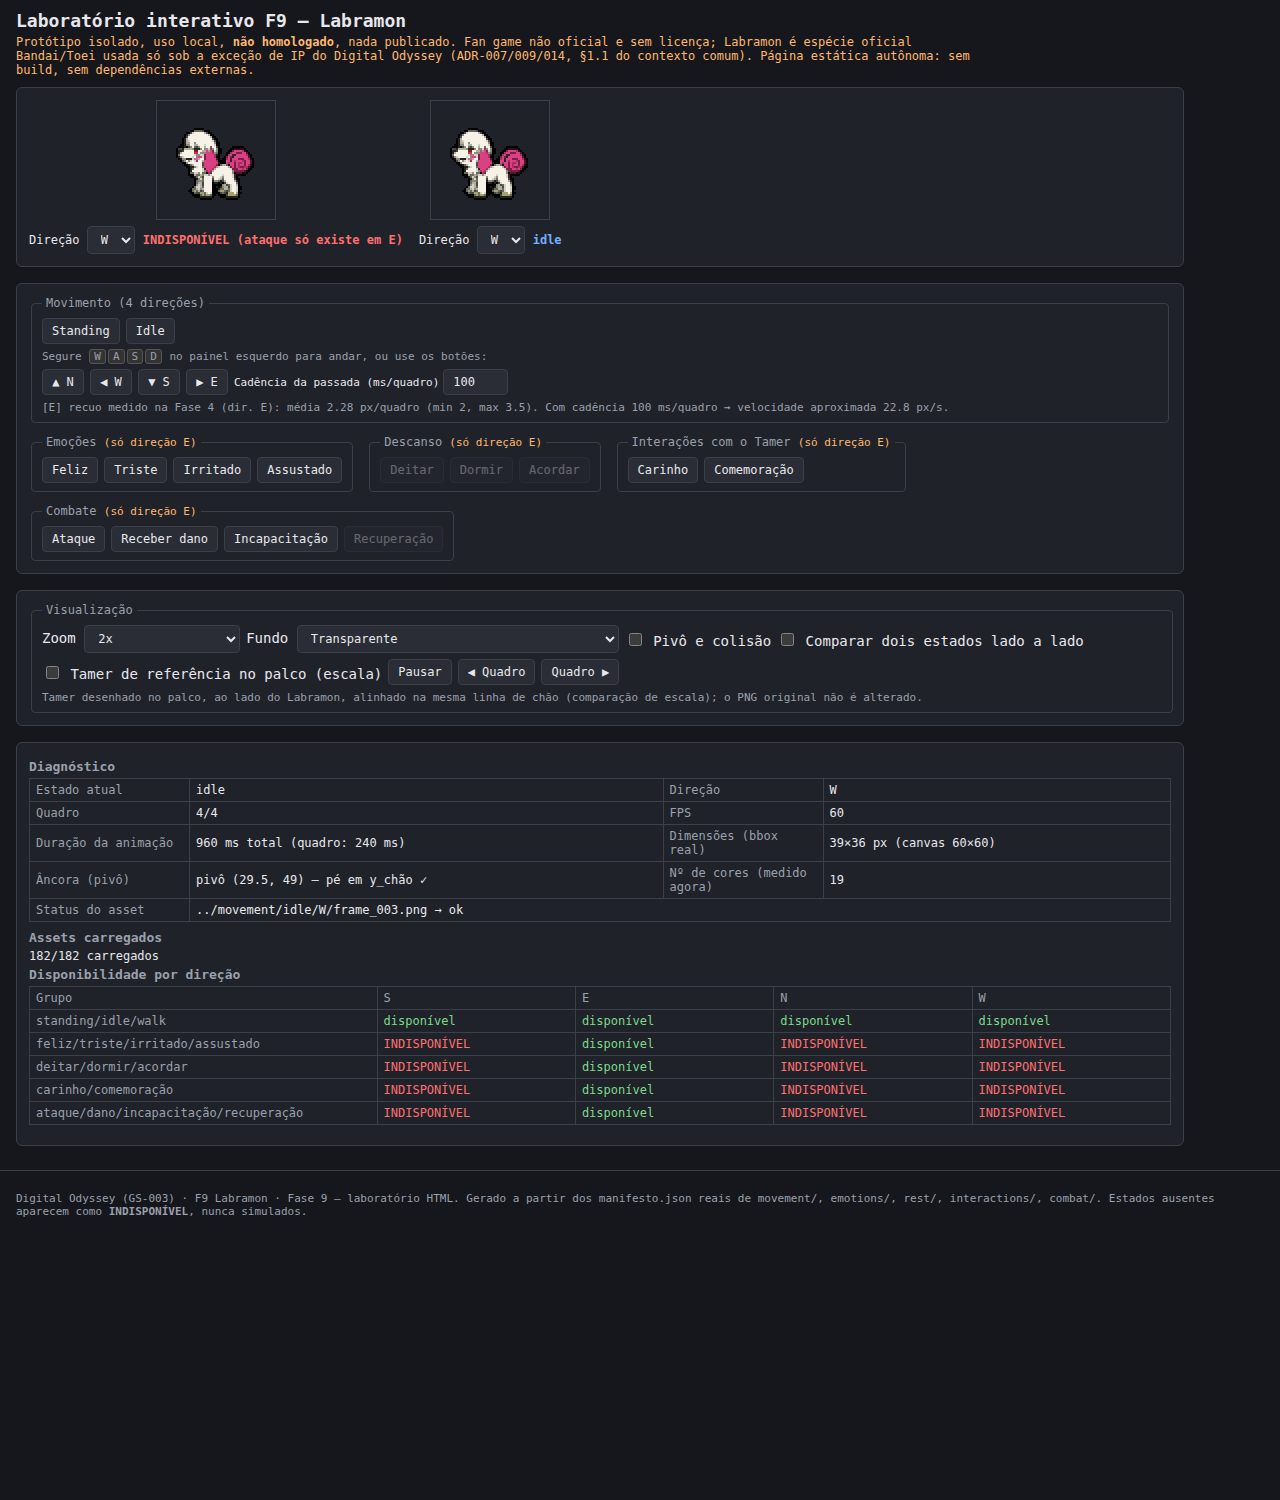 Laboratório interativo F9 — Labramon
Protótipo isolado, uso local, não homologado, nada publicado. Fan game não oficial e sem licença; Labramon é espécie oficial
Bandai/Toei usada só sob a exceção de IP do Digital Odyssey (ADR-007/009/014, §1.1 do contexto comum). Página estática autônoma: sem
build, sem dependências externas.
Direção W INDISPONÍVEL (ataque só existe em E) Direção W idle
Movimento (4 direções)
Standing Idle
Segure W A S D no painel esquerdo para andar, ou use os botões:
▲ N ◀ W ▼ S ▶ E Cadência da passada (ms/quadro) 100
[E] recuo medido na Fase 4 (dir. E): média 2.28 px/quadro (min 2, max 3.5). Com cadência 100 ms/quadro → velocidade aproximada 22.8 px/s.
Emoções (só direção E) Descanso (só direção E) Interações com o Tamer (só direção E)
Feliz Triste Irritado Assustado Deitar Dormir Acordar Carinho Comemoração
Combate (só direção E)
Ataque Receber dano Incapacitação Recuperação
Visualização
Zoom 2x Fundo Transparente Pivô e colisão Comparar dois estados lado a lado
Tamer de referência no palco (escala) Pausar ◀ Quadro Quadro ▶
Tamer desenhado no palco, ao lado do Labramon, alinhado na mesma linha de chão (comparação de escala); o PNG original não é alterado.
Diagnóstico
Estado atual idle Direção W
Quadro 4/4 FPS 60
Duração da animação 960 ms total (quadro: 240 ms) Dimensões (bbox real) 39×36 px (canvas 60×60)
Âncora (pivô) pivô (29.5, 49) — pé em y_chão ✓ Nº de cores (medido agora) 19
Status do asset ../movement/idle/W/frame_003.png → ok
Assets carregados
182/182 carregados
Disponibilidade por direção
Grupo S E N W
standing/idle/walk disponível disponível disponível disponível
feliz/triste/irritado/assustado INDISPONÍVEL disponível INDISPONÍVEL INDISPONÍVEL
deitar/dormir/acordar INDISPONÍVEL disponível INDISPONÍVEL INDISPONÍVEL
carinho/comemoração INDISPONÍVEL disponível INDISPONÍVEL INDISPONÍVEL
ataque/dano/incapacitação/recuperação INDISPONÍVEL disponível INDISPONÍVEL INDISPONÍVEL
Digital Odyssey (GS-003) · F9 Labramon · Fase 9 — laboratório HTML. Gerado a partir dos manifesto.json reais de movement/, emotions/, rest/, interactions/, combat/. Estados ausentes
aparecem como INDISPONÍVEL, nunca simulados.